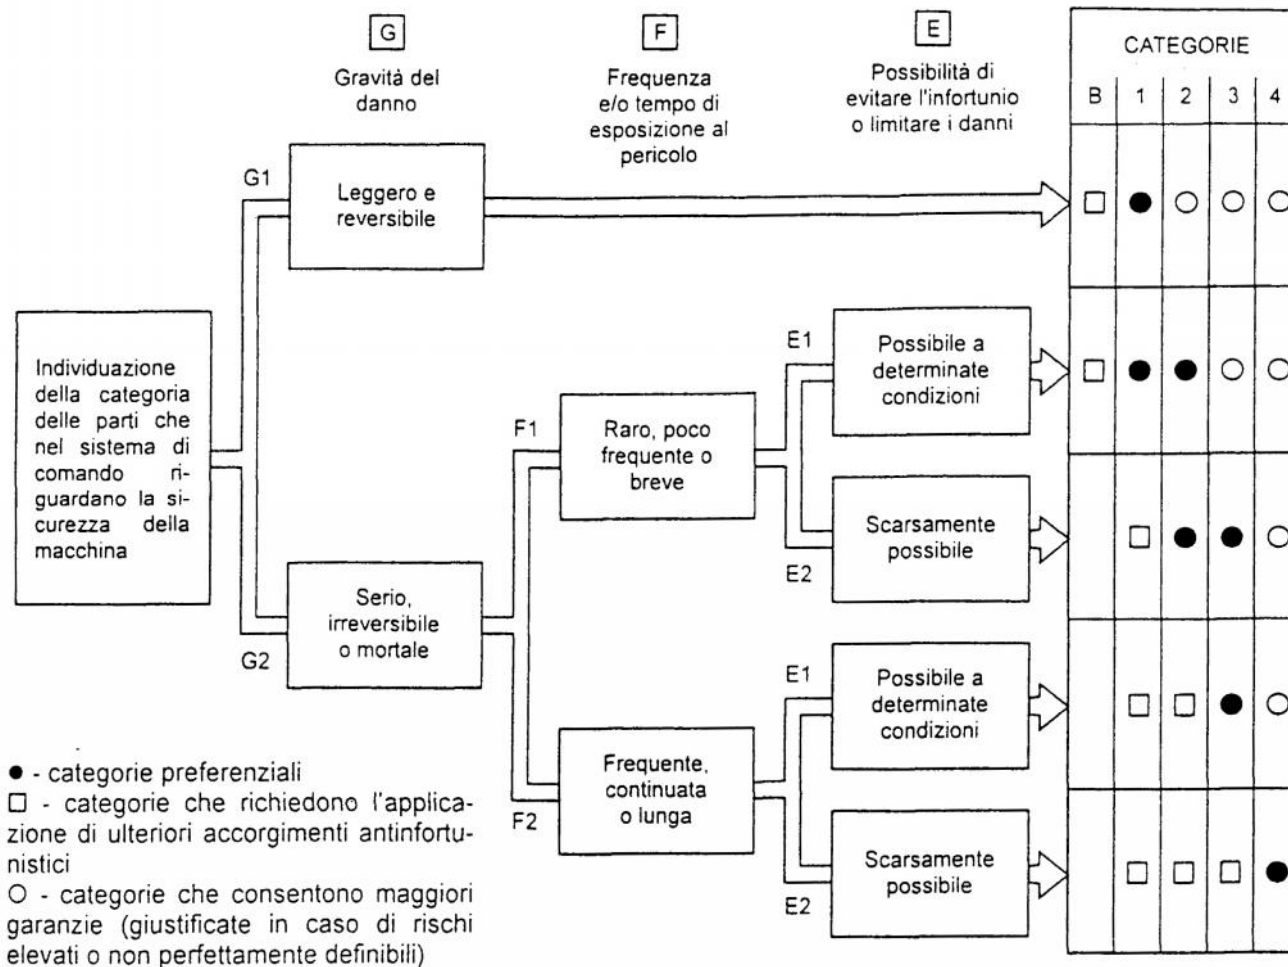 G
F
E
CATEGORIE
Gravità del
danno
Frequenza
e/o tempo di
esposizione al
pericolo
Possibilità di
evitare l'infortunio
o limitare i danni
B 1 2 3 4
G1
Leggero e
reversibile
Individuazione
della categoria
delle parti che
nel sistema di
comando ri-
guardano la si-
curezza della
macchina
G2
Serio,
irreversibile
o mortale
F1
Raro, poco
frequente o
breve
E1
Possibile a
determinate
condizioni
E2
Scarsamente
possibile
F2
Frequente,
continuata
o lunga
E1
Possibile a
determinate
condizioni
E2
Scarsamente
possibile
● - categorie preferenziali
□ - categorie che richiedono l'applica-
zione di ulteriori accorgimenti antinfortu-
nistici
○ - categorie che consentono maggiori
garanzie (giustificate in caso di rischi
elevati o non perfettamente definibili)